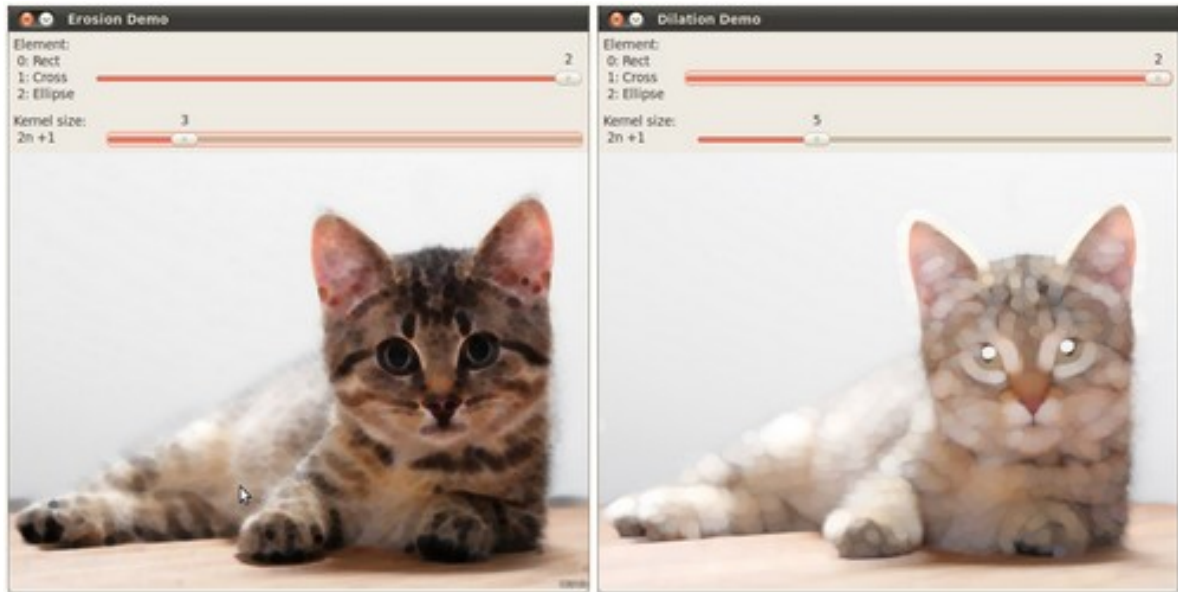 Erosion Demo
Element:
0: Rect
2
1: Cross
2: Ellipse
Kernel size:
3
2n +1
Dilation Demo
Element:
0: Rect
2
1: Cross
2: Ellipse
Kernel size:
5
2n +1